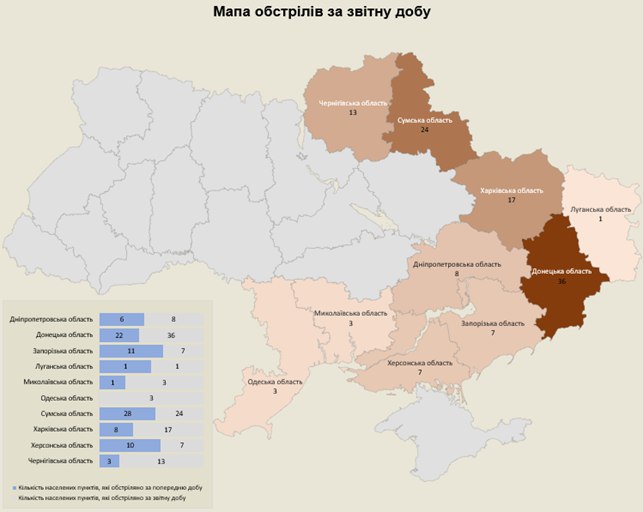 Мапа обстрілів за звітну добу
Чернігівська область
13
Сумська область
24
Харківська область
17
Луганська область
1
Дніпропетровська область
8
Донецька область
36
Миколаївська область
3
Запорізька область
7
Херсонська область
7
Одеська область
3
Дніпропетровська область 6 8
Донецька область 22 36
Запорізька область 11 7
Луганська область 1 1
Миколаївська область 1 3
Одеська область 3
Сумська область 28 24
Харківська область 8 17
Херсонська область 10 7
Чернігівська область 3 13
Кількість населених пунктів, які обстріляно за попередню добу
Кількість населених пунктів, які обстріляно за звітну добу